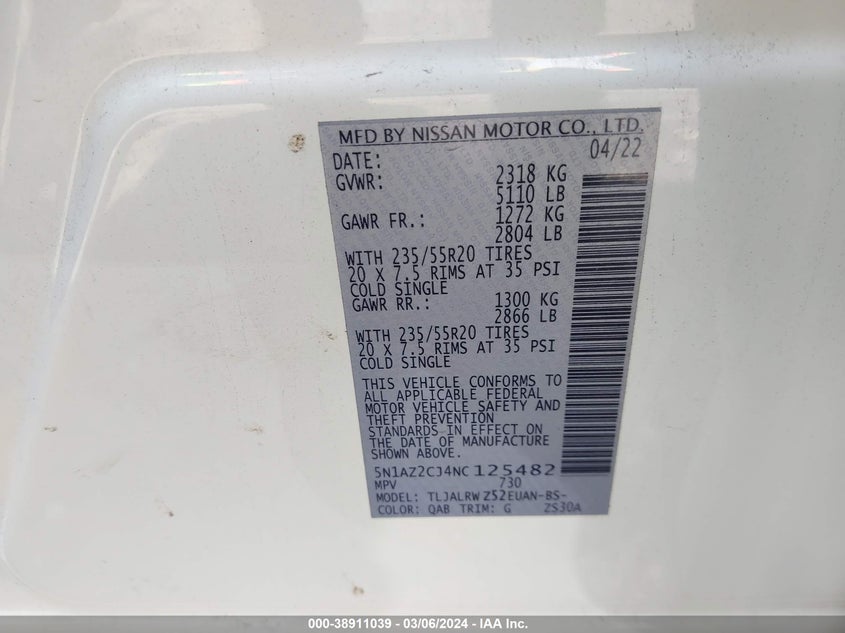 MFD BY NISSAN MOTOR CO., LTD.
DATE: 04/22
GVWR: 2318 KG
5110 LB
GAWR FR.: 1272 KG
2804 LB
WITH 235/55R20 TIRES
20 X 7.5 RIMS AT 35 PSI
COLD SINGLE
GAWR RR.: 1300 KG
2866 LB
WITH 235/55R20 TIRES
20 X 7.5 RIMS AT 35 PSI
COLD SINGLE
THIS VEHICLE CONFORMS TO
ALL APPLICABLE FEDERAL
MOTOR VEHICLE SAFETY AND
THEFT PREVENTION
STANDARDS IN EFFECT ON
THE DATE OF MANUFACTURE
SHOWN ABOVE.
5N1AZ2CJ4NC125482
MPV 730
MODEL: TLJALRWZ52EUAN-BS-
COLOR: QAB TRIM: G ZS30A
000-38911039 - 03/06/2024 - IAA Inc.